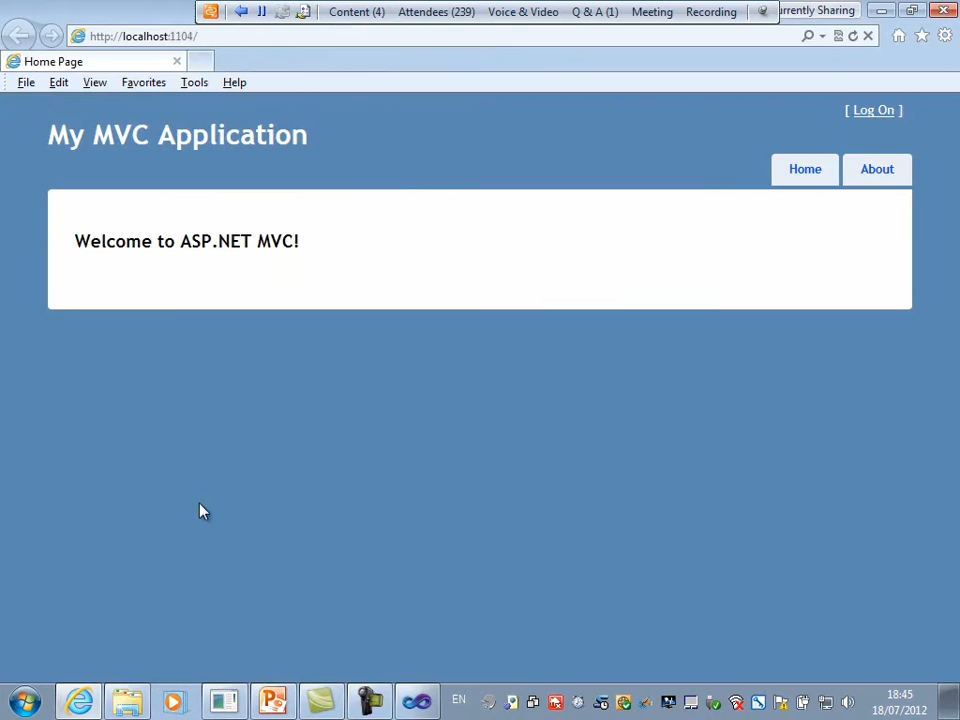 Content (4) Attendees (239) Voice & Video Q & A (1) Meeting Recording rrently Sharing
http://localhost:1104/
Home Page
File Edit View Favorites Tools Help
[ Log On ]
My MVC Application
Home About
Welcome to ASP.NET MVC!
EN
18:45
18/07/2012